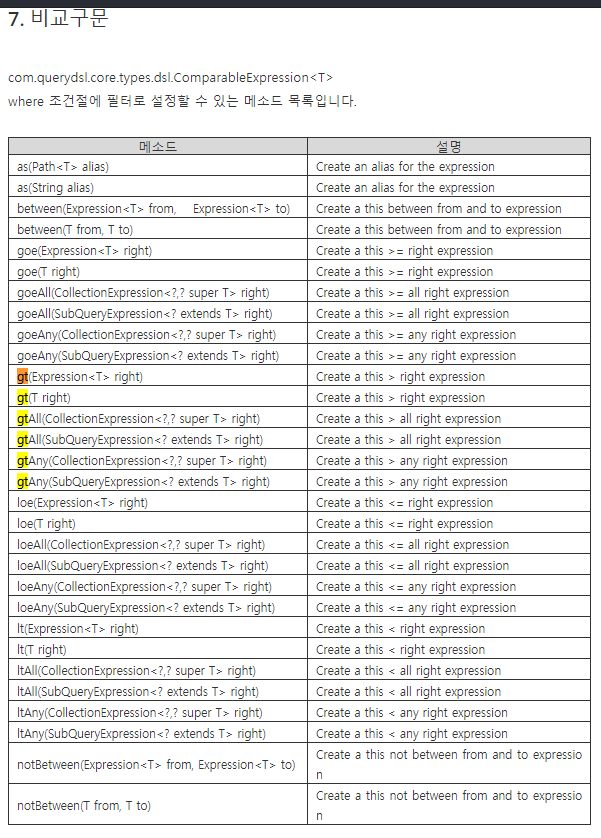 7. 비교구문
com.querydsl.core.types.dsl.ComparableExpression<T>
where 조건절에 필터로 설정할 수 있는 메소드 목록입니다.
메소드 설명
as(Path<T> alias) Create an alias for the expression
as(String alias) Create an alias for the expression
between(Expression<T> from, Expression<T> to) Create a this between from and to expression
between(T from, T to) Create a this between from and to expression
goe(Expression<T> right) Create a this >= right expression
goe(T right) Create a this >= right expression
goeAll(CollectionExpression<?,? super T> right) Create a this >= all right expression
goeAll(SubQueryExpression<? extends T> right) Create a this >= all right expression
goeAny(CollectionExpression<?,? super T> right) Create a this >= any right expression
goeAny(SubQueryExpression<? extends T> right) Create a this >= any right expression
gt(Expression<T> right) Create a this > right expression
gt(T right) Create a this > right expression
gtAll(CollectionExpression<?,? super T> right) Create a this > all right expression
gtAll(SubQueryExpression<? extends T> right) Create a this > all right expression
gtAny(CollectionExpression<?,? super T> right) Create a this > any right expression
gtAny(SubQueryExpression<? extends T> right) Create a this > any right expression
loe(Expression<T> right) Create a this <= right expression
loe(T right) Create a this <= right expression
loeAll(CollectionExpression<?,? super T> right) Create a this <= all right expression
loeAll(SubQueryExpression<? extends T> right) Create a this <= all right expression
loeAny(CollectionExpression<?,? super T> right) Create a this <= any right expression
loeAny(SubQueryExpression<? extends T> right) Create a this <= any right expression
lt(Expression<T> right) Create a this < right expression
lt(T right) Create a this < right expression
ltAll(CollectionExpression<?,? super T> right) Create a this < all right expression
ltAll(SubQueryExpression<? extends T> right) Create a this < all right expression
ltAny(CollectionExpression<?,? super T> right) Create a this < any right expression
ltAny(SubQueryExpression<? extends T> right) Create a this < any right expression
notBetween(Expression<T> from, Expression<T> to) Create a this not between from and to expressio
n
notBetween(T from, T to) Create a this not between from and to expressio
n